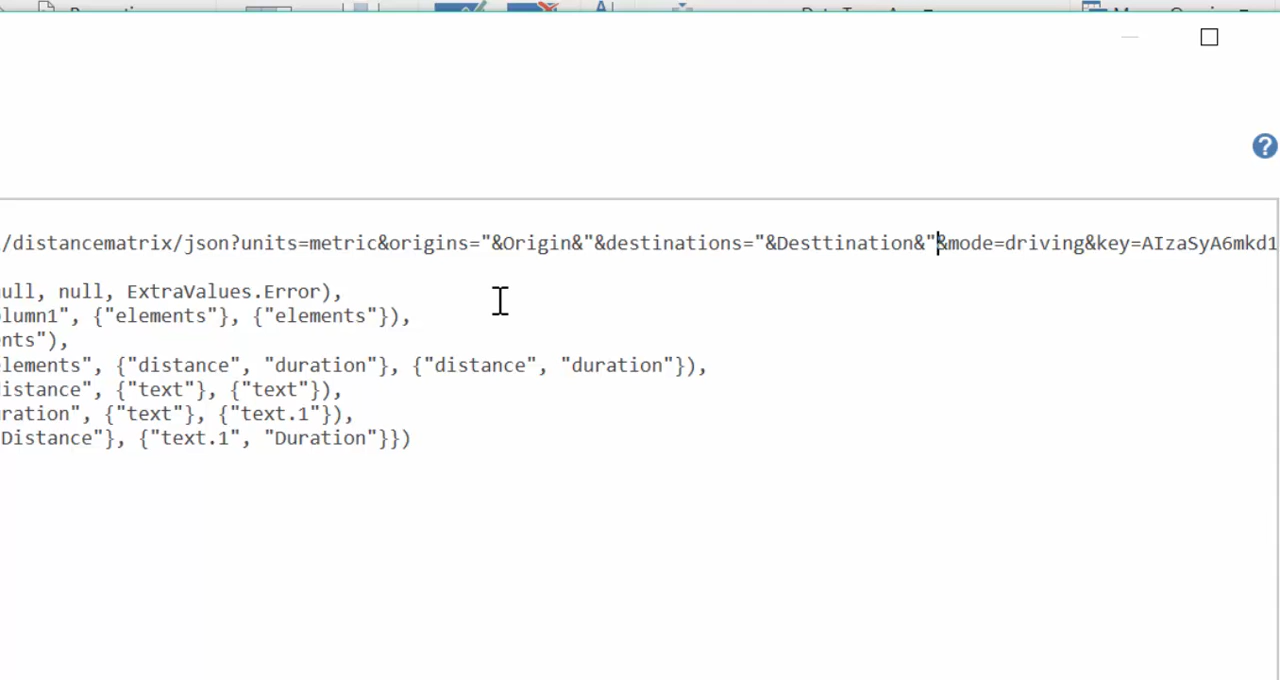 /distancematrix/json?units=metric&origins="&Origin&"&destinations="&Desttination&"&mode=driving&key=AIzaSyA6mkd1
ull, null, ExtraValues.Error),
lumn1", {"elements"}, {"elements"}),
nts"),
lements", {"distance", "duration"}, {"distance", "duration"}),
istance", {"text"}, {"text"}),
ration", {"text"}, {"text.1"}),
Distance"}, {"text.1", "Duration"}})